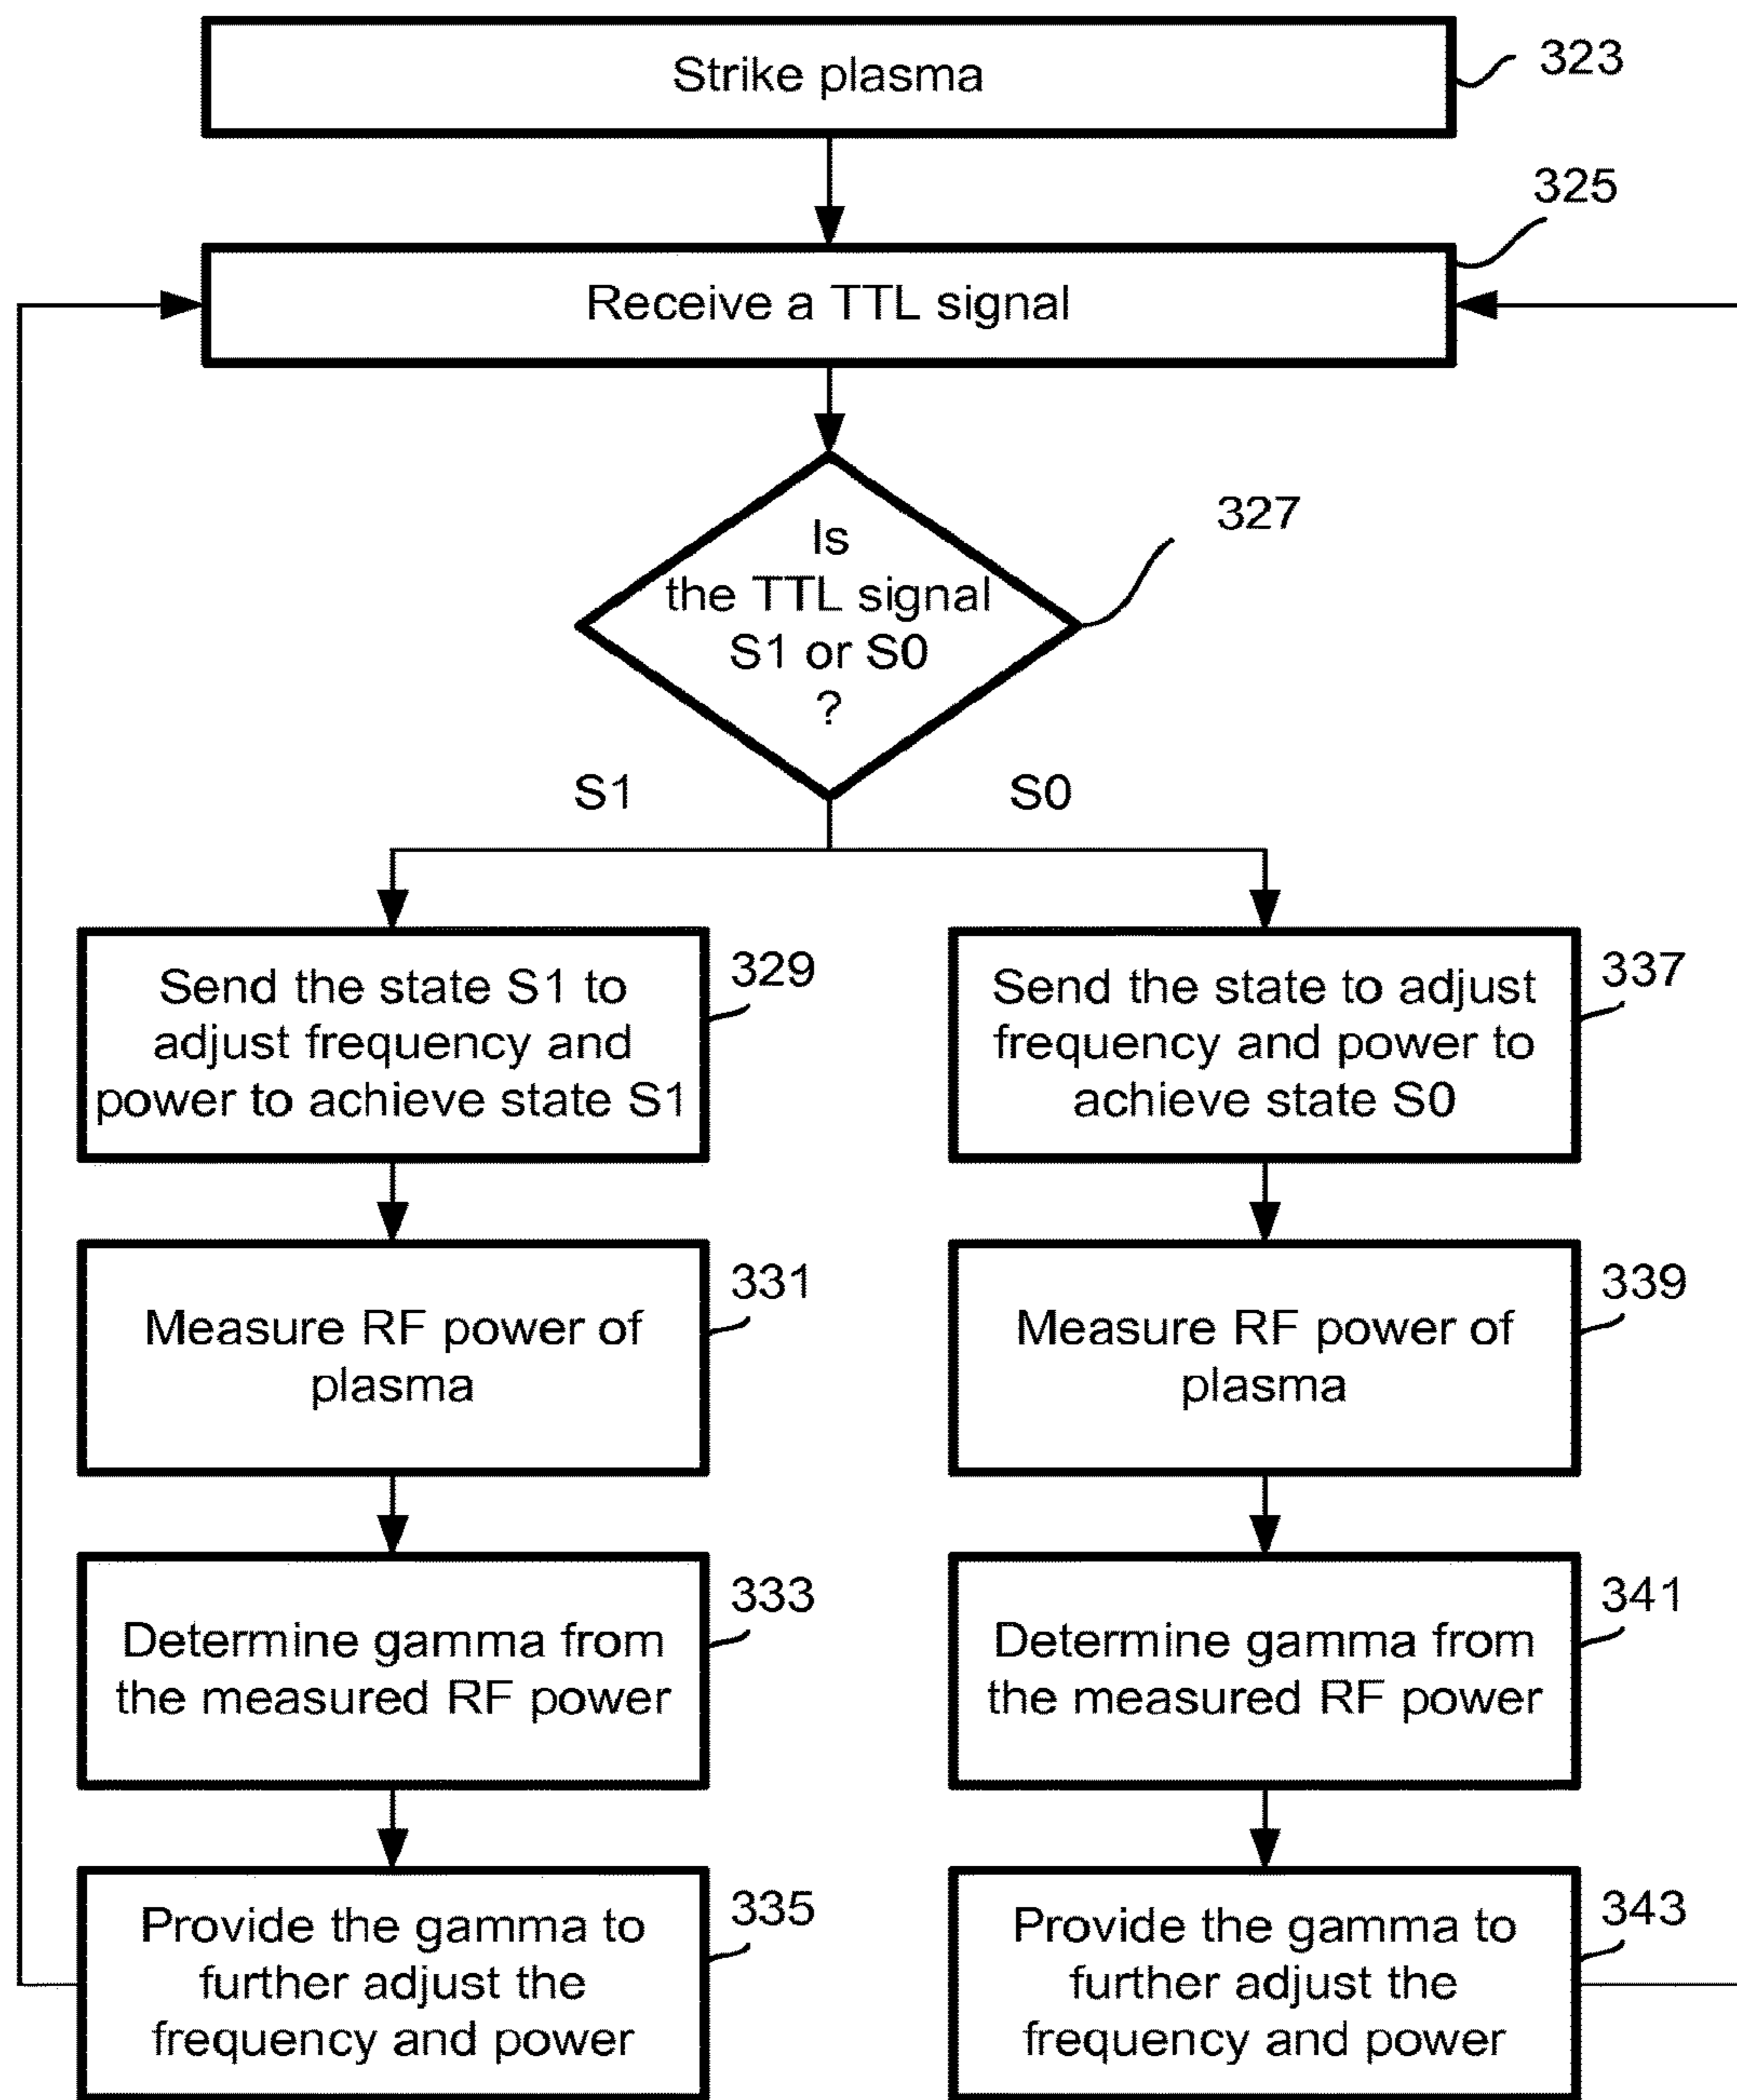 Strike plasma
323
325
Receive a TTL signal
327
Is
the TTL signal
S1 or S0
?
S1
S0
Send the state S1 to
adjust frequency and
power to achieve state S1
329
Send the state to adjust
frequency and power to
achieve state S0
337
Measure RF power of
plasma
331
Measure RF power of
plasma
339
Determine gamma from
the measured RF power
333
Determine gamma from
the measured RF power
341
Provide the gamma to
further adjust the
frequency and power
335
Provide the gamma to
further adjust the
frequency and power
343